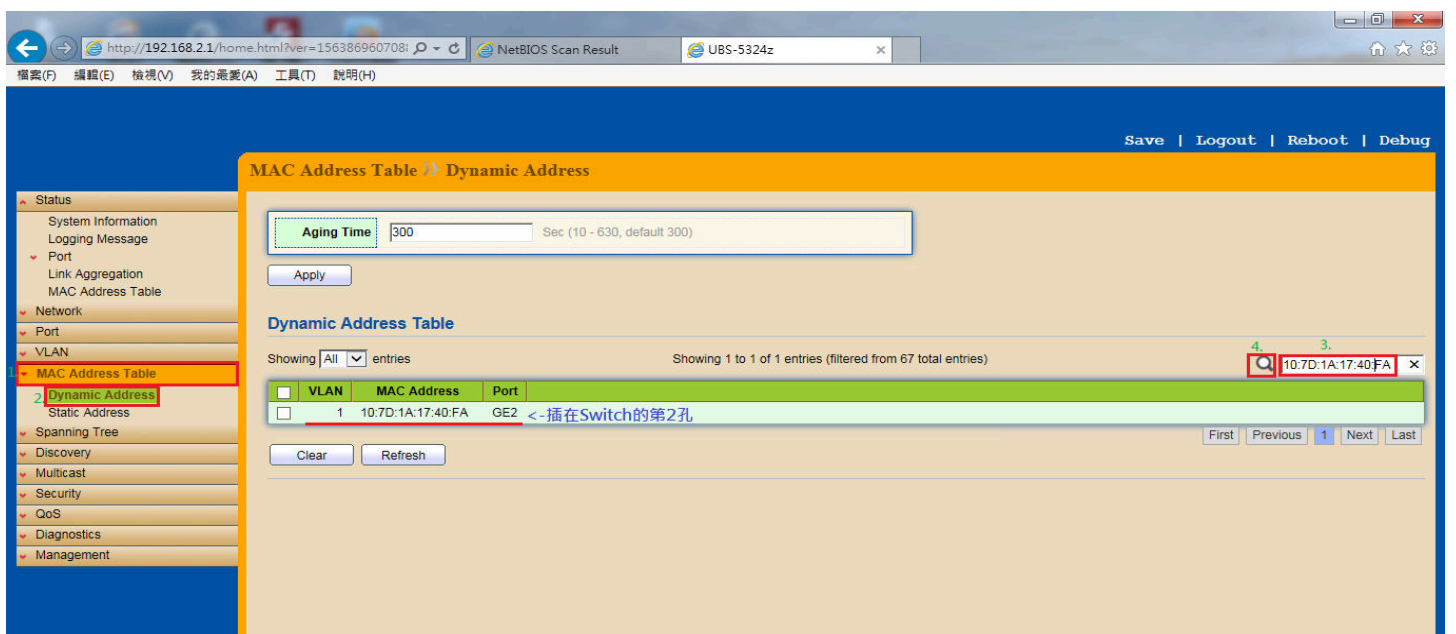 http://192.168.2.1/home.html?ver=156386960708 NetBIOS Scan Result UBS-5324z
檔案(F) 編輯(E) 檢視(V) 我的最愛(A) 工具(T) 說明(H)
Save | Logout | Reboot | Debug
MAC Address Table Dynamic Address
Status
System Information
Logging Message
Port
Link Aggregation
MAC Address Table
Network
Port
VLAN
1. MAC Address Table
2. Dynamic Address
Static Address
Spanning Tree
Discovery
Multicast
Security
QoS
Diagnostics
Management
Aging Time 300 Sec (10 - 630, default 300)
Apply
Dynamic Address Table
4. 3.
Showing All entries Showing 1 to 1 of 1 entries (filtered from 67 total entries) 10:7D:1A:17:40:FA
VLAN MAC Address Port
1 10:7D:1A:17:40:FA GE2 <-插在Switch的第2孔
First Previous 1 Next Last
Clear Refresh